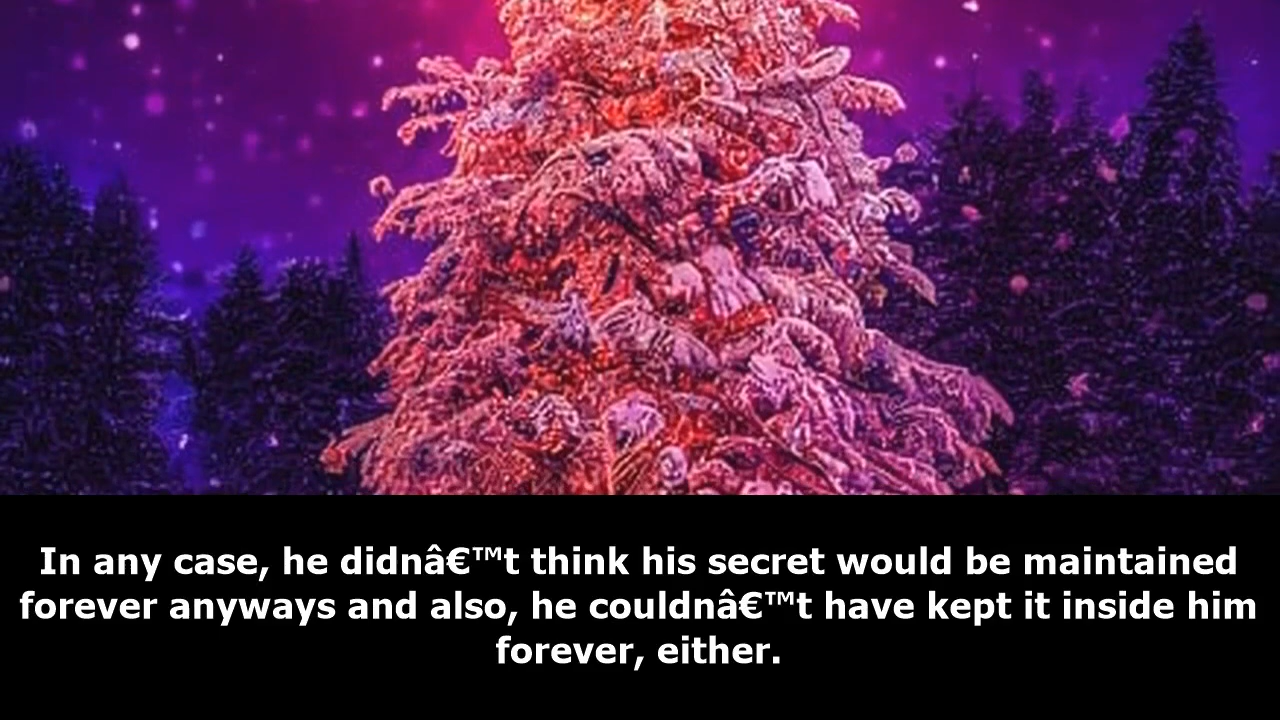 In any case, he didnâ€™t think his secret would be maintained
forever anyways and also, he couldnâ€™t have kept it inside him
forever, either.